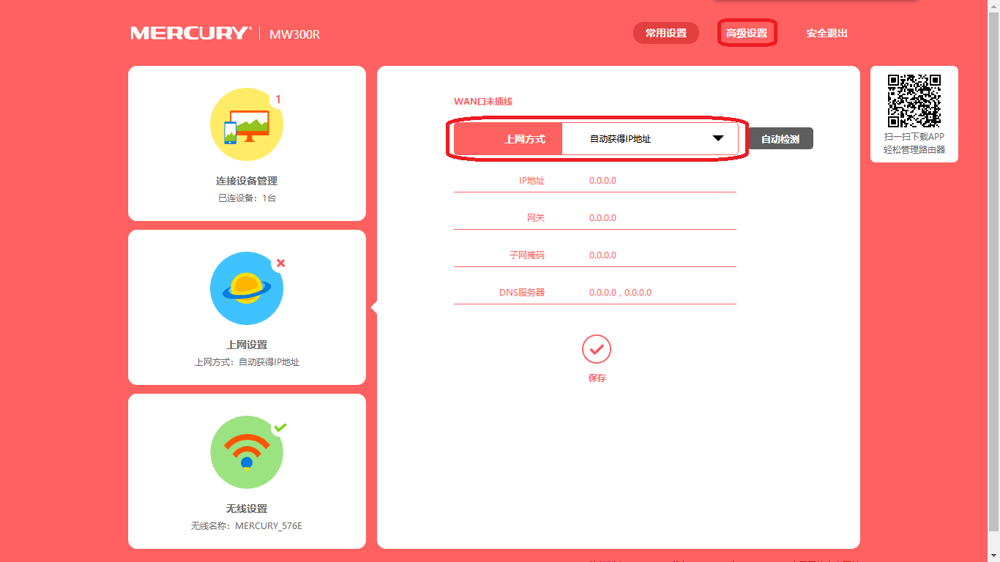 MERCURY® | MW300R
常用设置
高级设置
安全退出
1
连接设备管理
已连设备：1台
上网设置
上网方式：自动获得IP地址
无线设置
无线名称：MERCURY_576E
WAN口未插线
上网方式 自动获得IP地址 自动检测
IP地址 0.0.0.0
网关 0.0.0.0
子网掩码 0.0.0.0
DNS服务器 0.0.0.0 , 0.0.0.0
保存
扫一扫下载APP
轻松管理路由器